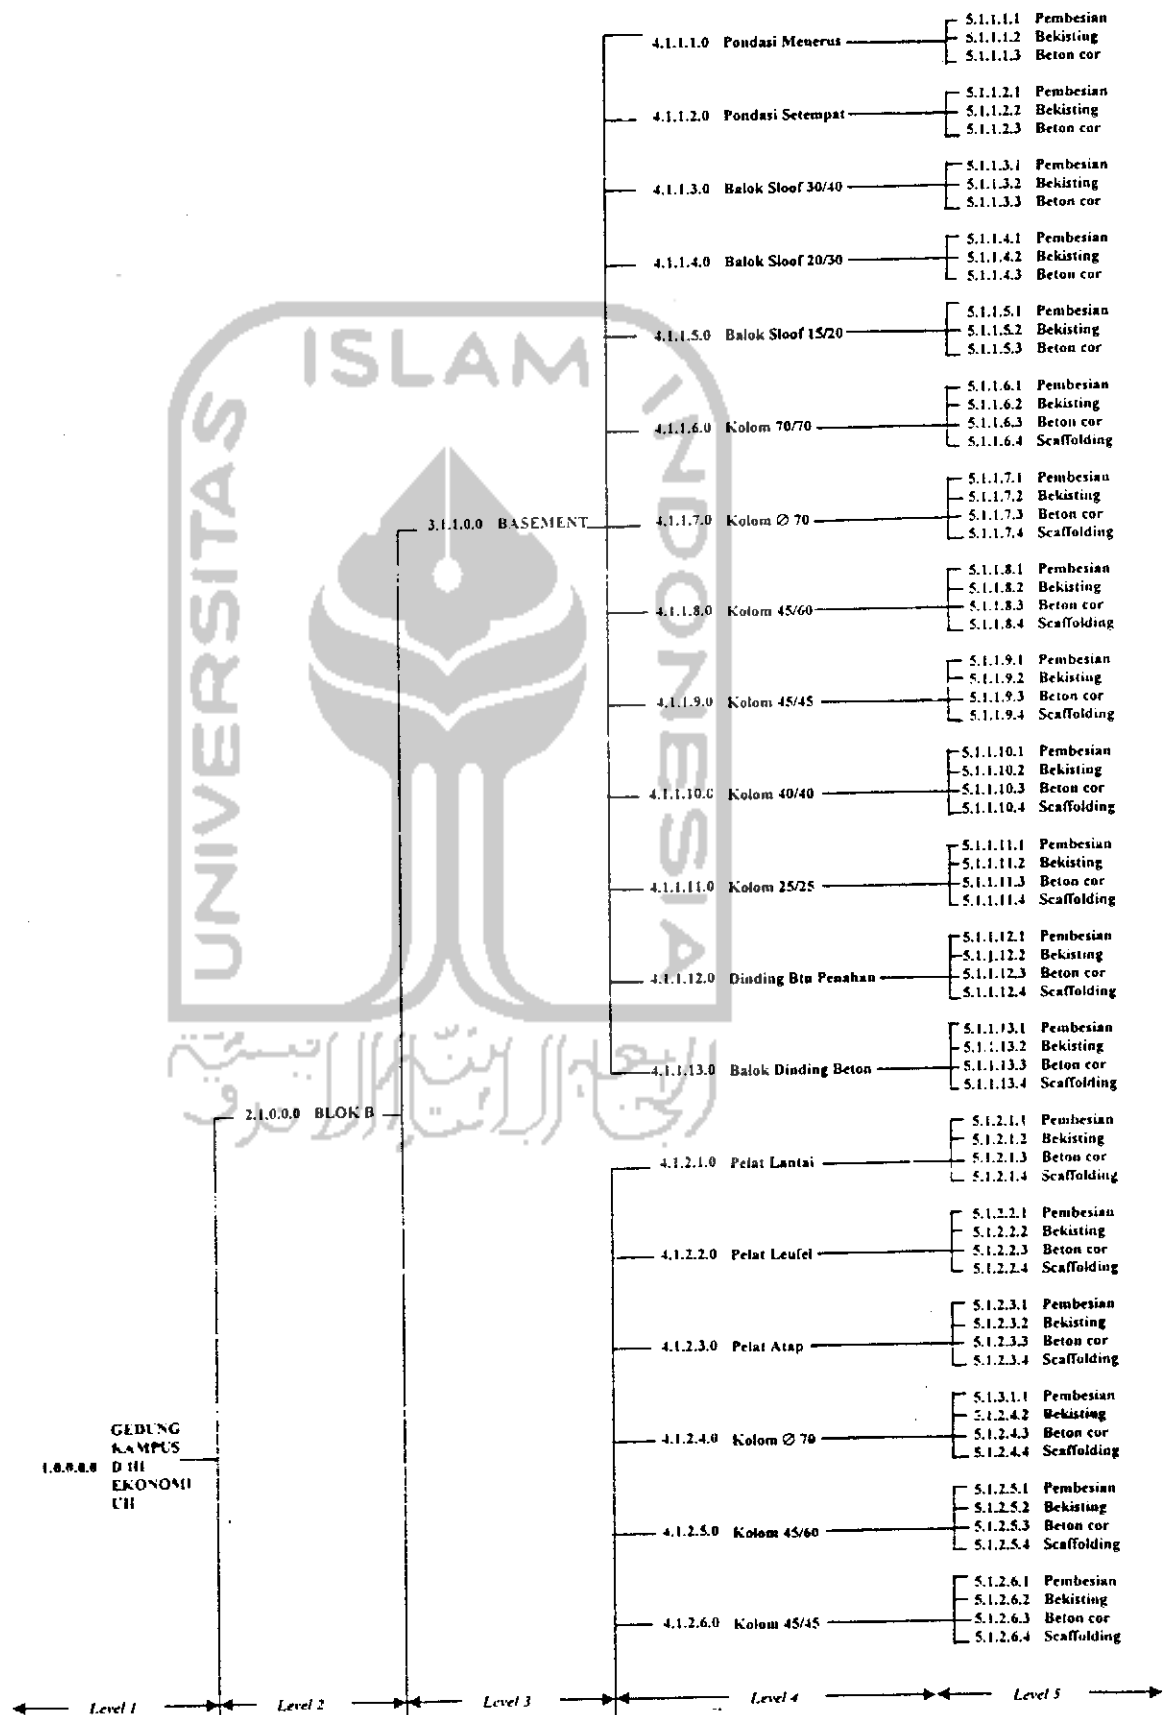 4.1.1.1.0 Pondasi Menerus
5.1.1.1.1 Pembesian
5.1.1.1.2 Bekisting
5.1.1.1.3 Beton cor
4.1.1.2.0 Pondasi Setempat
5.1.1.2.1 Pembesian
5.1.1.2.2 Bekisting
5.1.1.2.3 Beton cor
4.1.1.3.0 Balok Sloof 30/40
5.1.1.3.1 Pembesian
5.1.1.3.2 Bekisting
5.1.1.3.3 Beton cor
4.1.1.4.0 Balok Sloof 20/30
5.1.1.4.1 Pembesian
5.1.1.4.2 Bekisting
5.1.1.4.3 Beton cor
4.1.1.5.0 Balok Sloof 15/20
5.1.1.5.1 Pembesian
5.1.1.5.2 Bekisting
5.1.1.5.3 Beton cor
4.1.1.6.0 Kolom 70/70
5.1.1.6.1 Pembesian
5.1.1.6.2 Bekisting
5.1.1.6.3 Beton cor
5.1.1.6.4 Scaffolding
3.1.1.0.0 BASEMENT
4.1.1.7.0 Kolom Ø 70
5.1.1.7.1 Pembesian
5.1.1.7.2 Bekisting
5.1.1.7.3 Beton cor
5.1.1.7.4 Scaffolding
4.1.1.8.0 Kolom 45/60
5.1.1.8.1 Pembesian
5.1.1.8.2 Bekisting
5.1.1.8.3 Beton cor
5.1.1.8.4 Scaffolding
4.1.1.9.0 Kolom 45/45
5.1.1.9.1 Pembesian
5.1.1.9.2 Bekisting
5.1.1.9.3 Beton cor
5.1.1.9.4 Scaffolding
4.1.1.10.0 Kolom 40/40
5.1.1.10.1 Pembesian
5.1.1.10.2 Bekisting
5.1.1.10.3 Beton cor
5.1.1.10.4 Scaffolding
4.1.1.11.0 Kolom 25/25
5.1.1.11.1 Pembesian
5.1.1.11.2 Bekisting
5.1.1.11.3 Beton cor
5.1.1.11.4 Scaffolding
4.1.1.12.0 Dinding Btu Penahan
5.1.1.12.1 Pembesian
5.1.1.12.2 Bekisting
5.1.1.12.3 Beton cor
5.1.1.12.4 Scaffolding
4.1.1.13.0 Balok Dinding Beton
5.1.1.13.1 Pembesian
5.1.1.13.2 Bekisting
5.1.1.13.3 Beton cor
5.1.1.13.4 Scaffolding
2.1.0.0.0 BLOK B
4.1.2.1.0 Pelat Lantai
5.1.2.1.1 Pembesian
5.1.2.1.2 Bekisting
5.1.2.1.3 Beton cor
5.1.2.1.4 Scaffolding
4.1.2.2.0 Pelat Leufel
5.1.2.2.1 Pembesian
5.1.2.2.2 Bekisting
5.1.2.2.3 Beton cor
5.1.2.2.4 Scaffolding
4.1.2.3.0 Pelat Atap
5.1.2.3.1 Pembesian
5.1.2.3.2 Bekisting
5.1.2.3.3 Beton cor
5.1.2.3.4 Scaffolding
4.1.2.4.0 Kolom Ø 70
5.1.3.1.1 Pembesian
5.1.2.4.2 Bekisting
5.1.2.4.3 Beton cor
5.1.2.4.4 Scaffolding
GEDUNG
KAMPUS
1.0.0.0.0 D III
EKONOMI
UII
4.1.2.5.0 Kolom 45/60
5.1.2.5.1 Pembesian
5.1.2.5.2 Bekisting
5.1.2.5.3 Beton cor
5.1.2.5.4 Scaffolding
4.1.2.6.0 Kolom 45/45
5.1.2.6.1 Pembesian
5.1.2.6.2 Bekisting
5.1.2.6.3 Beton cor
5.1.2.6.4 Scaffolding
Level 1 Level 2 Level 3 Level 4 Level 5
UNIVERSITAS
ISLAM
INDONESIA